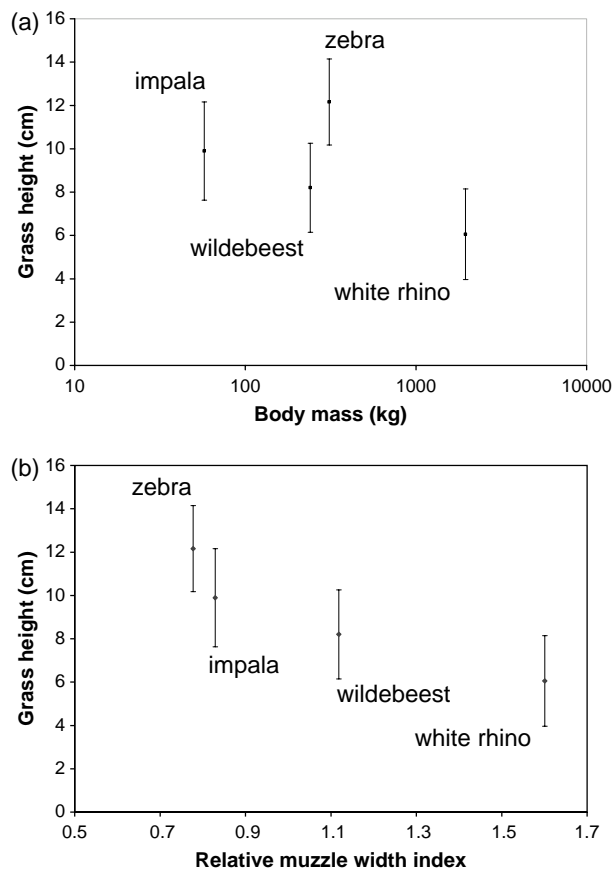 (a)
Grass height (cm)
16
14
12
10
8
6
4
2
0
impala
zebra
wildebeest
white rhino
10
100
1000
10000
Body mass (kg)
(b)
Grass height (cm)
16
14
12
10
8
6
4
2
0
zebra
impala
wildebeest
white rhino
0.5
0.7
0.9
1.1
1.3
1.5
1.7
Relative muzzle width index